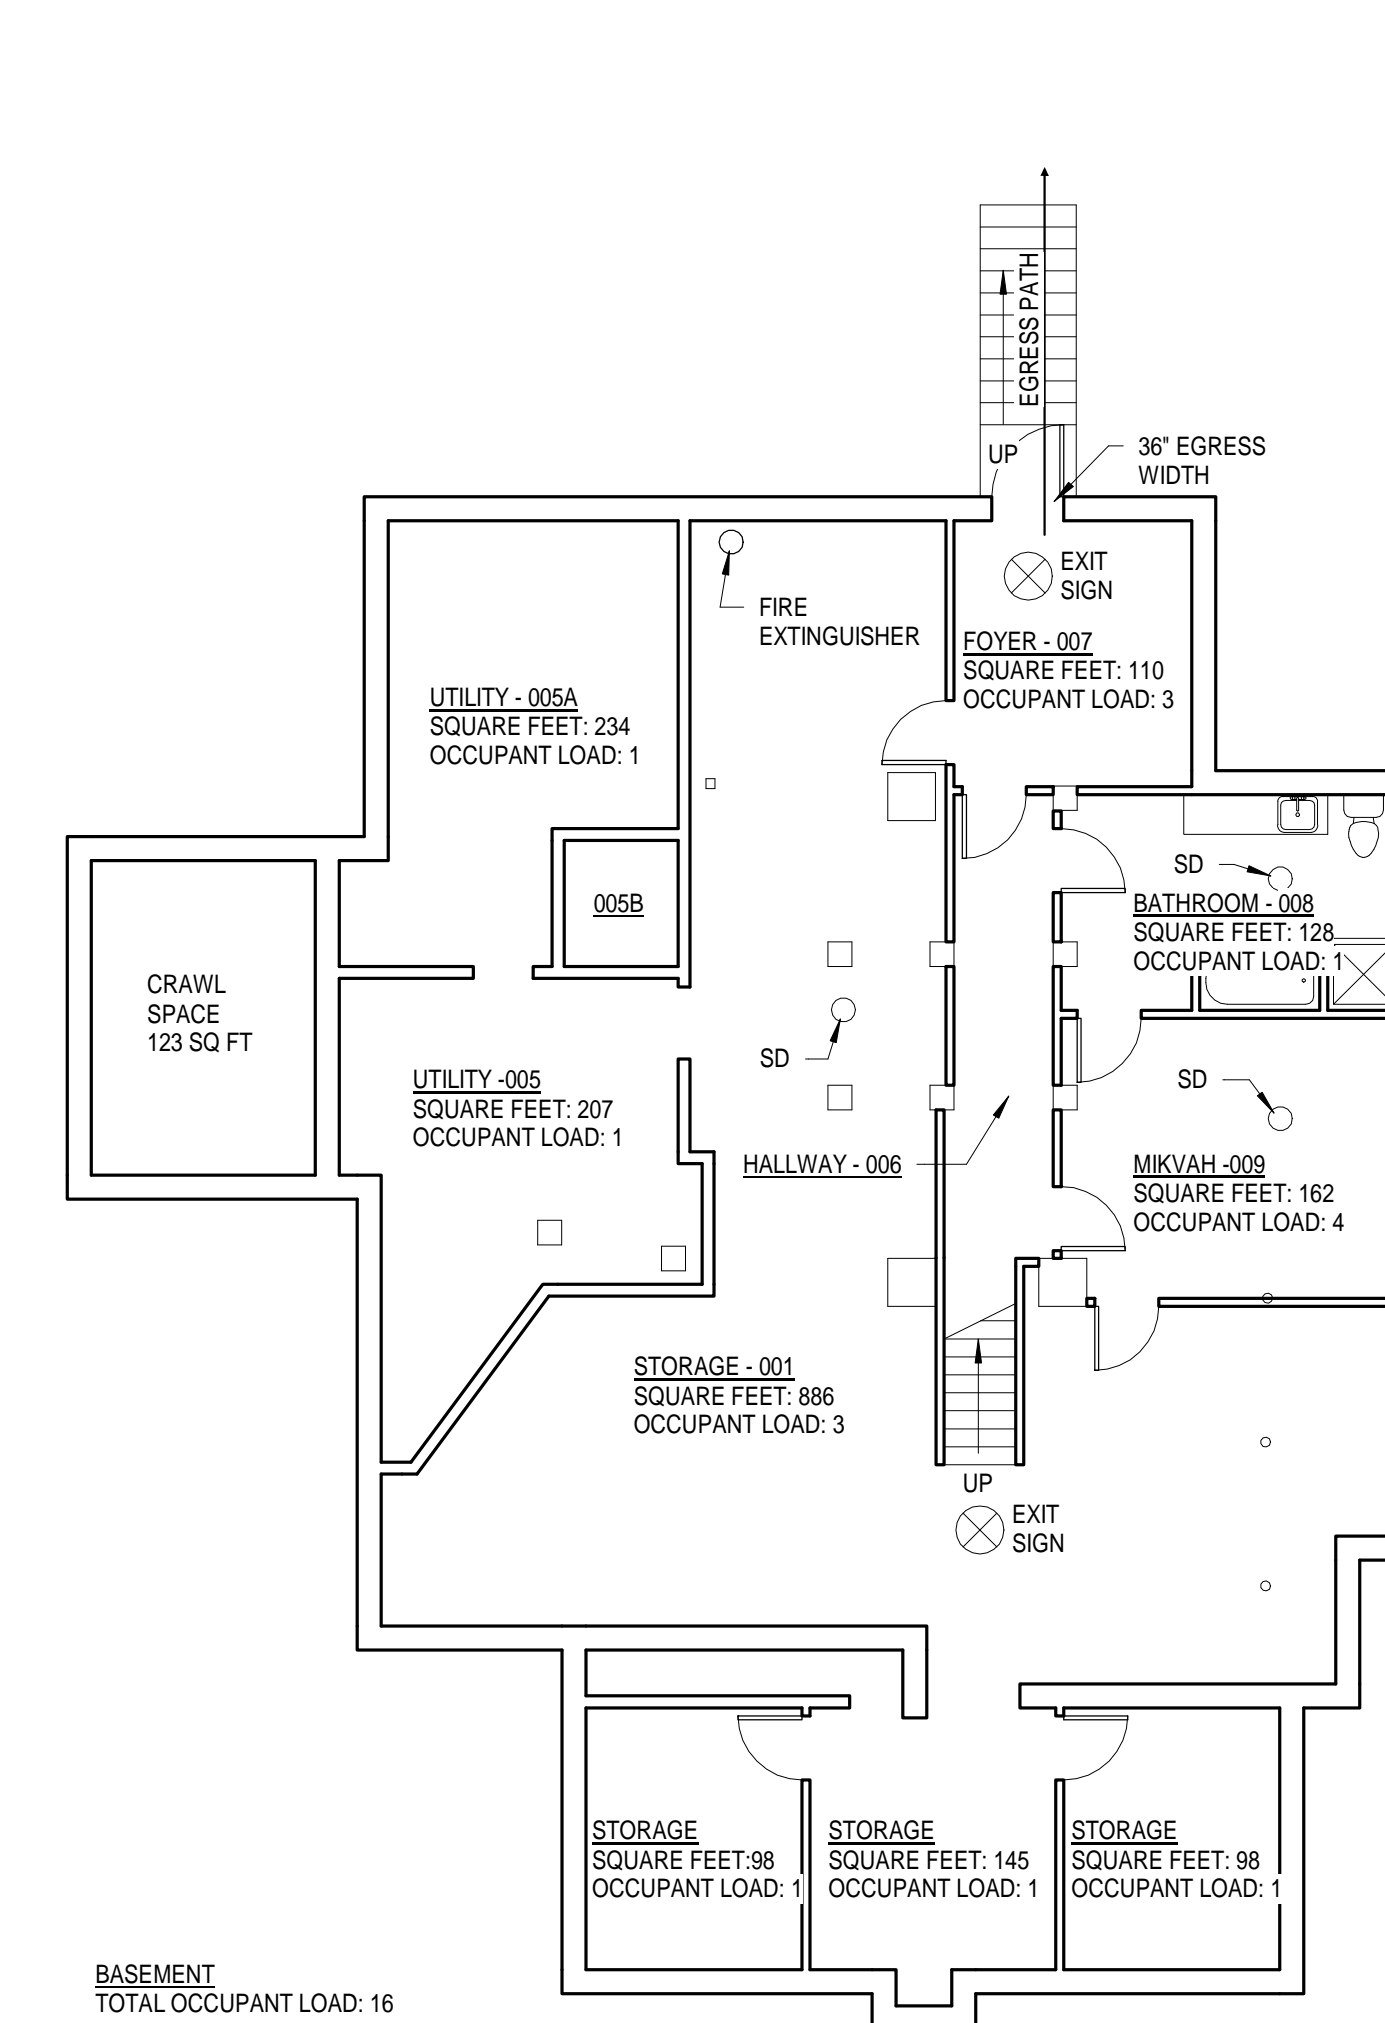 EGRESS PATH
UP
36" EGRESS
WIDTH
EXIT
SIGN
FIRE
EXTINGUISHER
FOYER - 007
SQUARE FEET: 110
OCCUPANT LOAD: 3
UTILITY - 005A
SQUARE FEET: 234
OCCUPANT LOAD: 1
005B
SD
BATHROOM - 008
SQUARE FEET: 128
OCCUPANT LOAD: 1
CRAWL
SPACE
123 SQ FT
SD
UTILITY -005
SQUARE FEET: 207
OCCUPANT LOAD: 1
SD
HALLWAY - 006
MIKVAH -009
SQUARE FEET: 162
OCCUPANT LOAD: 4
STORAGE - 001
SQUARE FEET: 886
OCCUPANT LOAD: 3
UP
EXIT
SIGN
STORAGE
SQUARE FEET:98
OCCUPANT LOAD: 1
STORAGE
SQUARE FEET: 145
OCCUPANT LOAD: 1
STORAGE
SQUARE FEET: 98
OCCUPANT LOAD: 1
BASEMENT
TOTAL OCCUPANT LOAD: 16